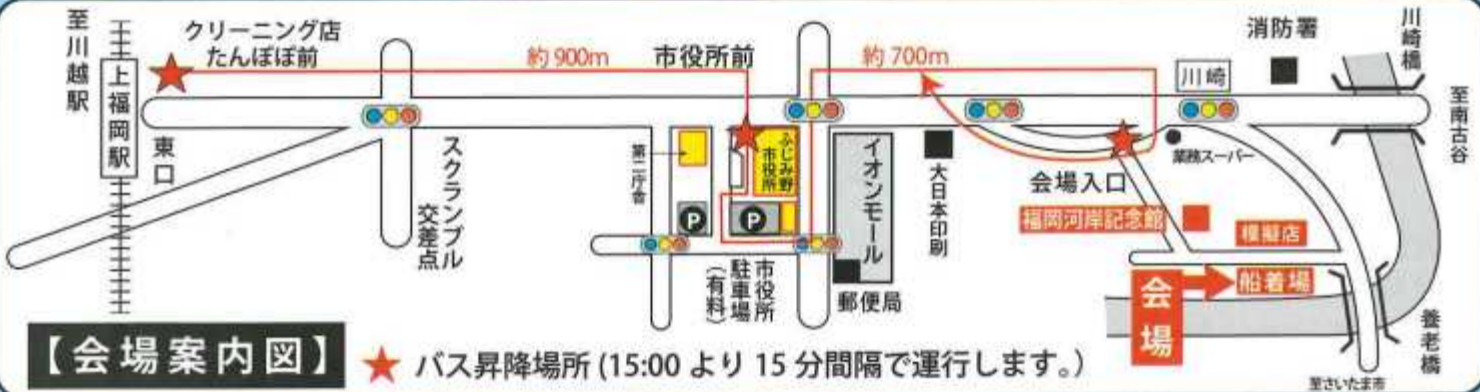 至川越駅
上福岡駅
東口
クリーニング店
たんぽぽ前
約900m
市役所前
約700m
消防署
川崎橋
川崎
至南古谷
スクランブル
交差点
第二庁舎
ふじみ野
市役所
P
P
市役所
駐車場
(有料)
イオンモール
郵便局
大日本印刷
業務スーパー
会場入口
福岡河岸記念館
模擬店
船着場
会場
養老橋
至さいたま市
【会場案内図】
★ バス昇降場所 (15:00 より 15 分間隔で運行します。)